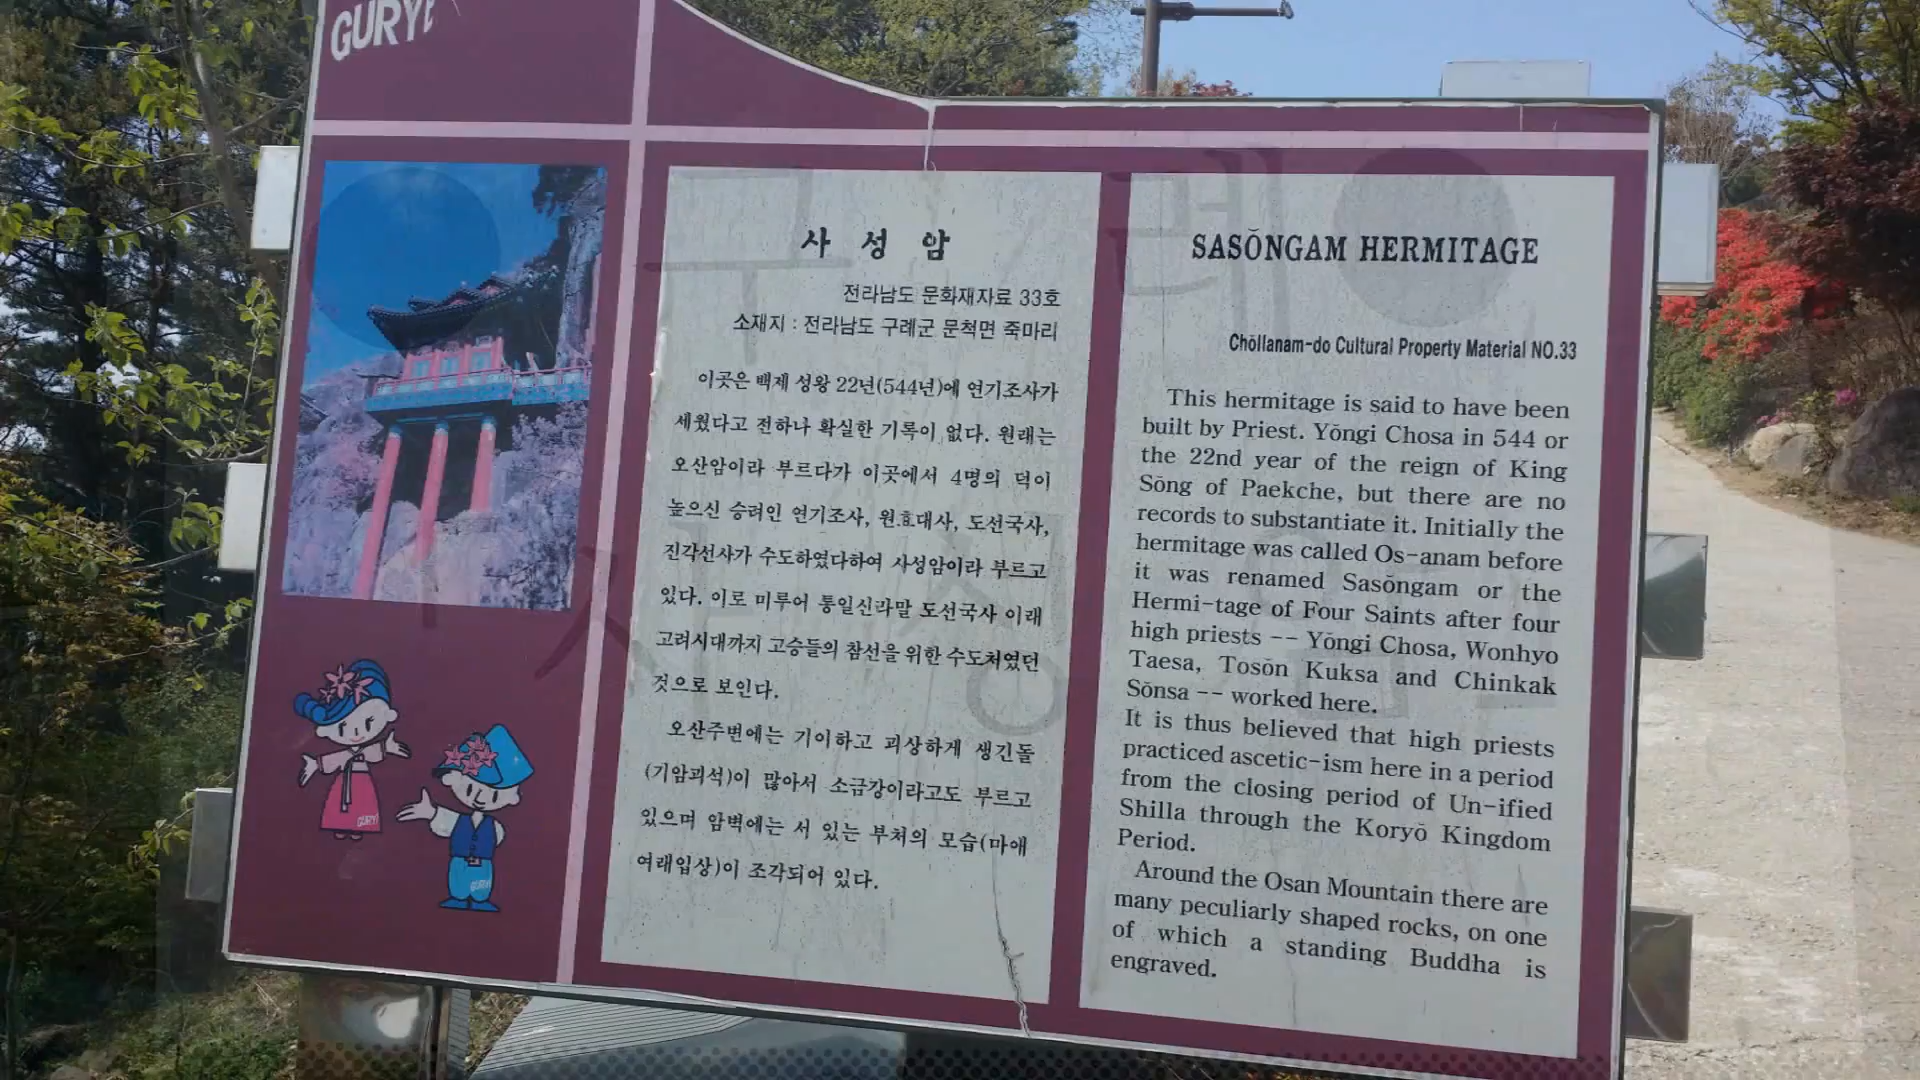 GURYE
사 성 암
전라남도 문화재자료 33호
소재지 : 전라남도 구례군 문척면 죽마리
이곳은 백제 성왕 22년(544년)에 연기조사가
세웠다고 전하나 확실한 기록이 없다. 원래는
오산암이라 부르다가 이곳에서 4명의 덕이
높으신 승려인 연기조사, 원효대사, 도선국사,
진각선사가 수도하였다하여 사성암이라 부르고
있다. 이로 미루어 통일신라말 도선국사 이래
고려시대까지 고승들의 참선을 위한 수도처였던
것으로 보인다.
오산주변에는 기이하고 괴상하게 생긴돌
(기암괴석)이 많아서 소금강이라고도 부르고
있으며 암벽에는 서 있는 부처의 모습(마애
여래입상)이 조각되어 있다.
SASŎNGAM HERMITAGE
Chŏllanam-do Cultural Property Material NO.33
This hermitage is said to have been
built by Priest. Yŏngi Chosa in 544 or
the 22nd year of the reign of King
Sŏng of Paekche, but there are no
records to substantiate it. Initially the
hermitage was called Os-anam before
it was renamed Sasŏngam or the
Hermi-tage of Four Saints after four
high priests -- Yŏngi Chosa, Wonhyo
Taesa, Tosŏn Kuksa and Chinkak
Sŏnsa -- worked here.
It is thus believed that high priests
practiced ascetic-ism here in a period
from the closing period of Un-ified
Shilla through the Koryŏ Kingdom
Period.
Around the Osan Mountain there are
many peculiarly shaped rocks, on one
of which a standing Buddha is
engraved.
GURYE
GURYE